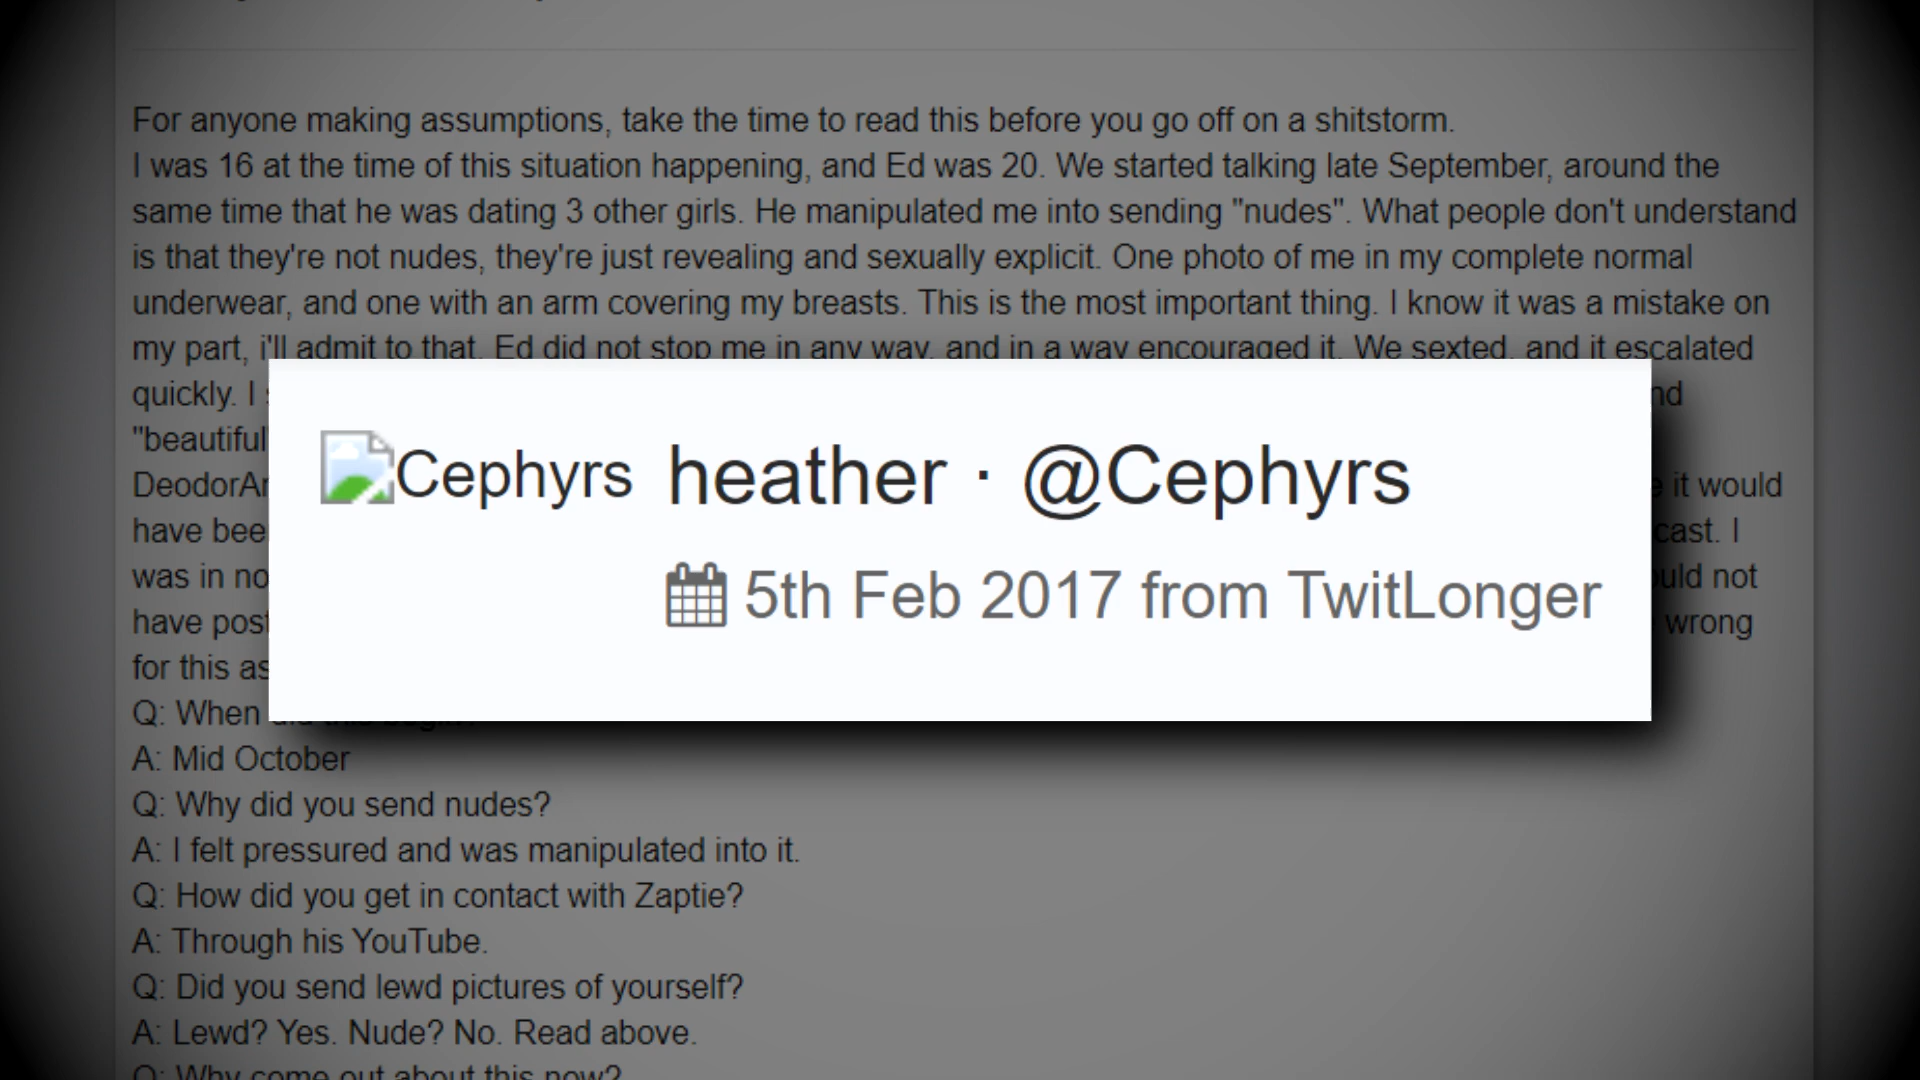 For anyone making assumptions, take the time to read this before you go off on a shitstorm.
I was 16 at the time of this situation happening, and Ed was 20. We started talking late September, around the
same time that he was dating 3 other girls. He manipulated me into sending "nudes". What people don't understand
is that they're not nudes, they're just revealing and sexually explicit. One photo of me in my complete normal
underwear, and one with an arm covering my breasts. This is the most important thing. I know it was a mistake on
my part, i'll admit to that. Ed did not stop me in any way, and in a way encouraged it. We sexted, and it escalated
quickly. I
"beautiful
it would
have bee
cast. I
was in no
not
have
wrong
for this
Cephyrs heather · @Cephyrs
5th Feb 2017 from TwitLonger
Q: When did this begin?
A: Mid October
Q: Why did you send nudes?
A: I felt pressured and was manipulated into it.
Q: How did you get in contact with Zaptie?
A: Through his YouTube.
Q: Did you send lewd pictures of yourself?
A: Lewd? Yes. Nude? No. Read above.
Q: Why come out about this now?